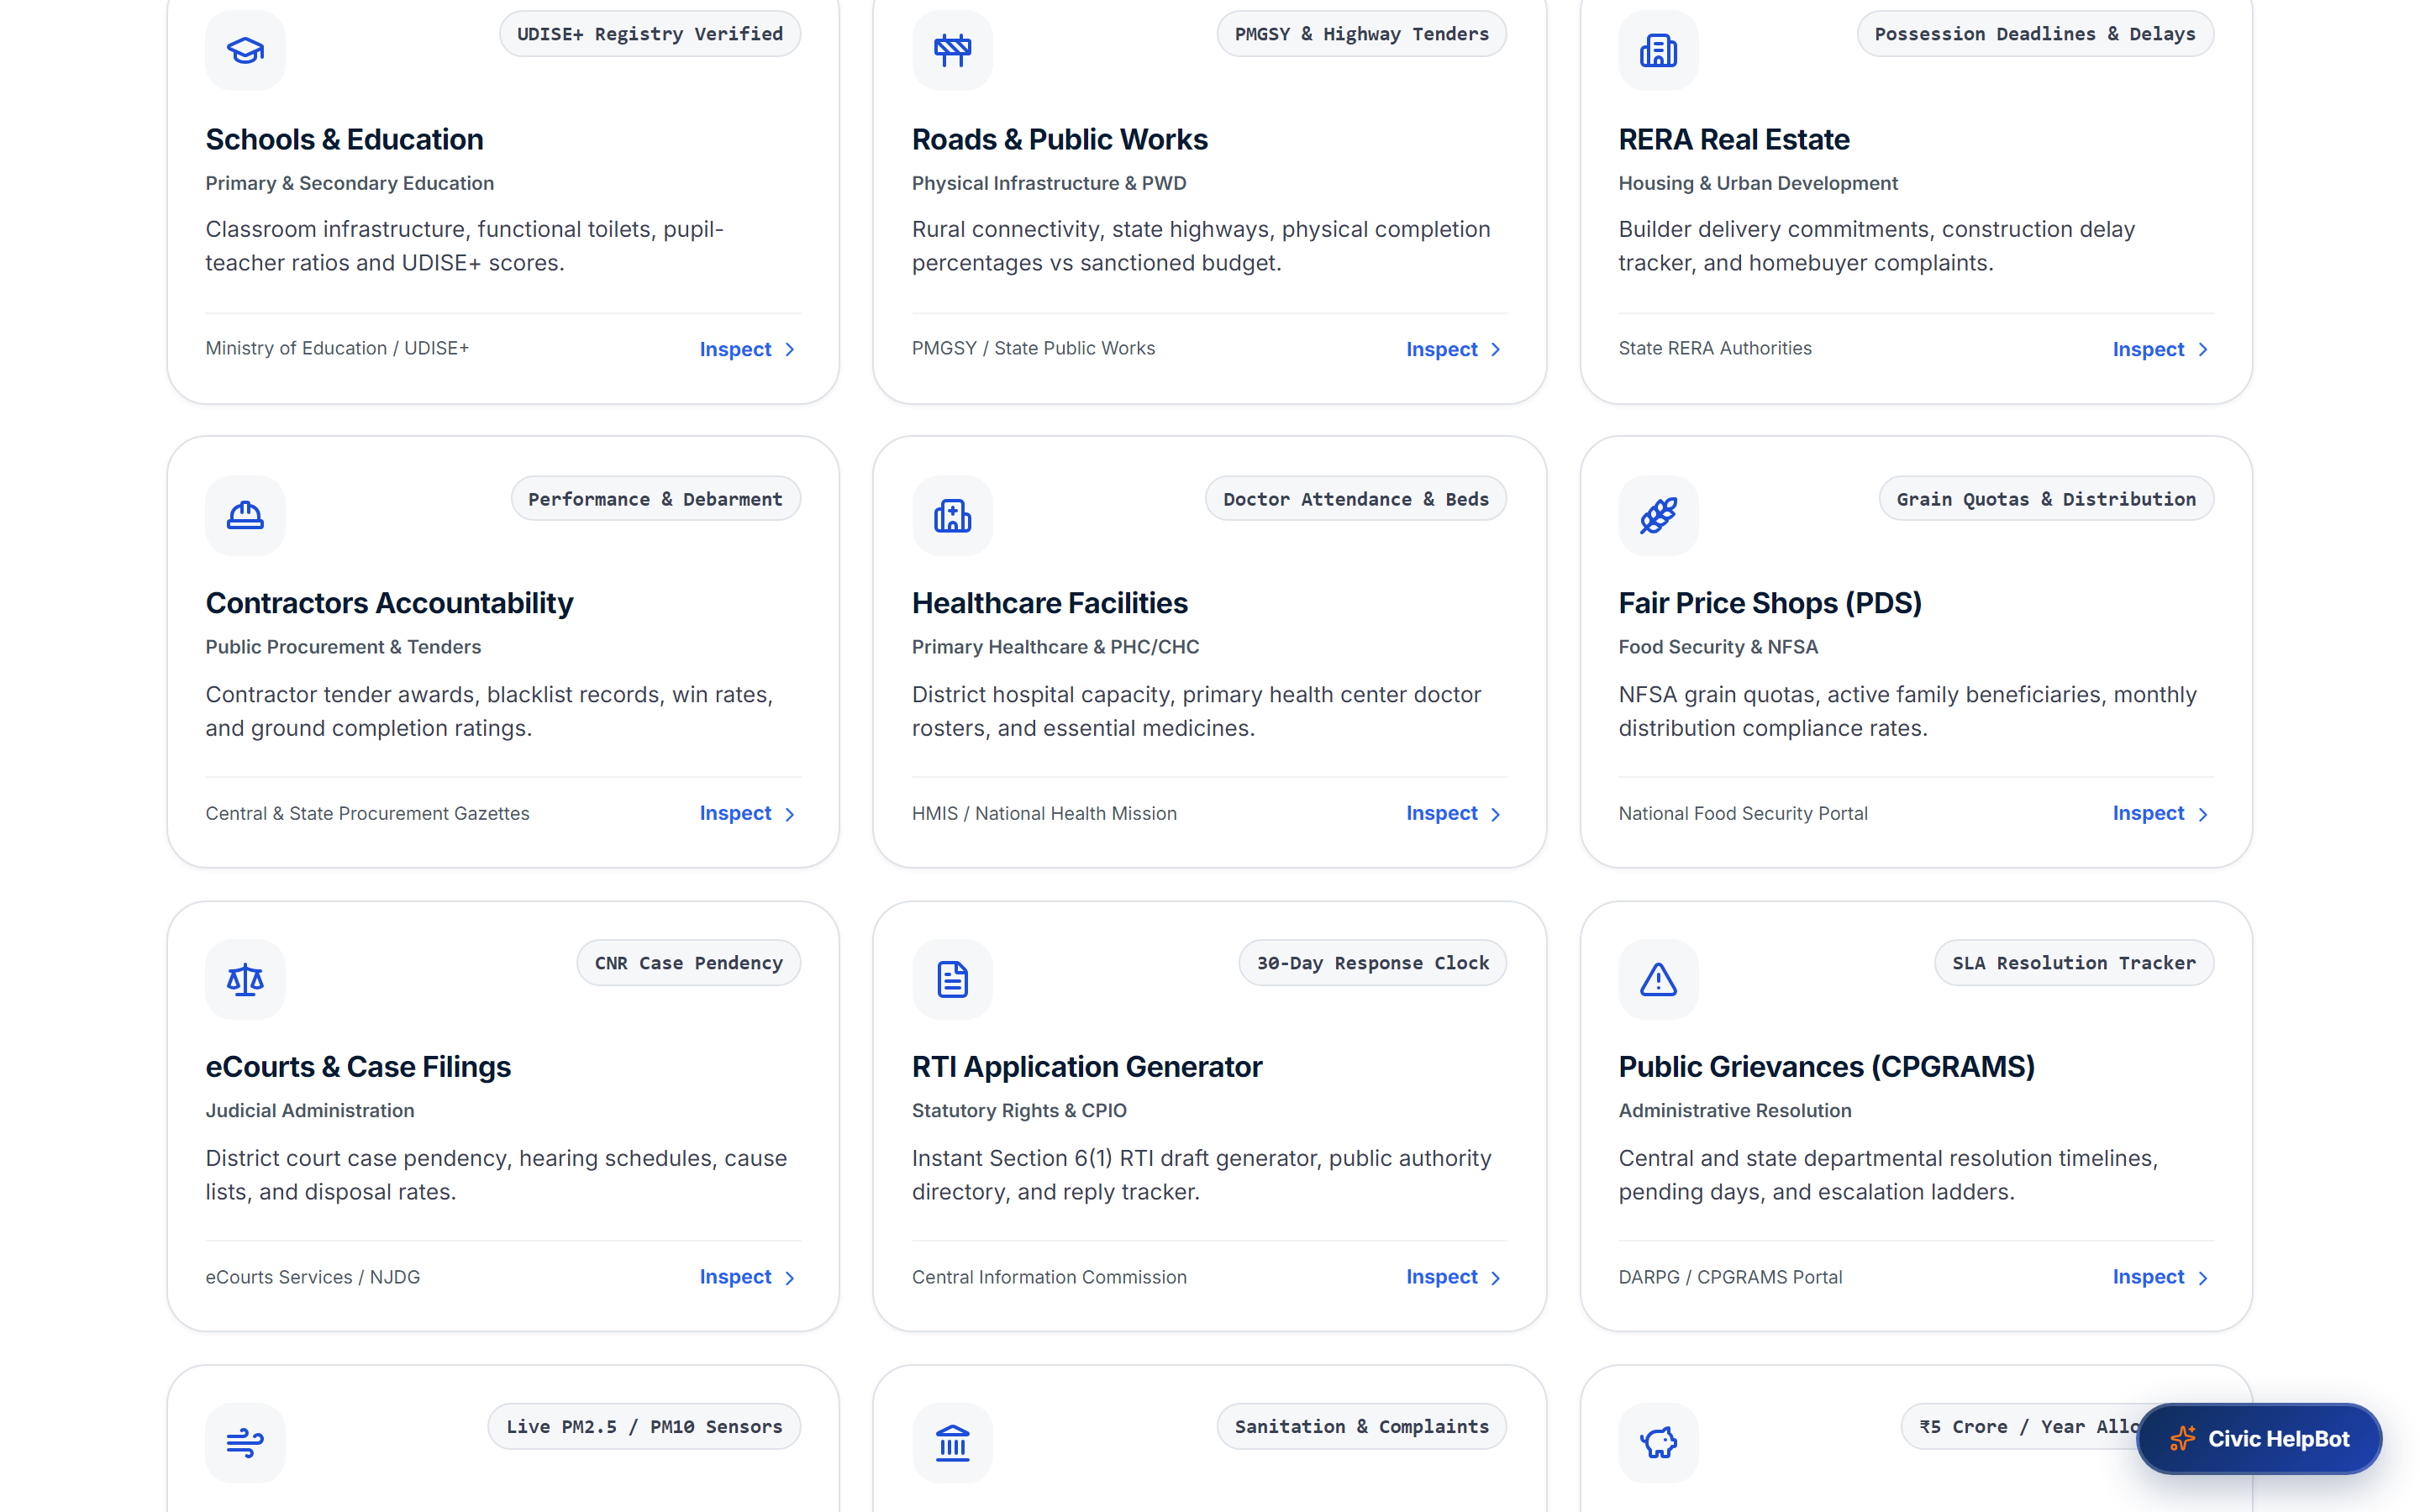 UDISE+ Registry Verified
Schools & Education
Primary & Secondary Education
Classroom infrastructure, functional toilets, pupil-
teacher ratios and UDISE+ scores.
Ministry of Education / UDISE+
Inspect
PMGSY & Highway Tenders
Roads & Public Works
Physical Infrastructure & PWD
Rural connectivity, state highways, physical completion
percentages vs sanctioned budget.
PMGSY / State Public Works
Inspect
Possession Deadlines & Delays
RERA Real Estate
Housing & Urban Development
Builder delivery commitments, construction delay
tracker, and homebuyer complaints.
State RERA Authorities
Inspect
Performance & Debarment
Contractors Accountability
Public Procurement & Tenders
Contractor tender awards, blacklist records, win rates,
and ground completion ratings.
Central & State Procurement Gazettes
Inspect
Doctor Attendance & Beds
Healthcare Facilities
Primary Healthcare & PHC/CHC
District hospital capacity, primary health center doctor
rosters, and essential medicines.
HMIS / National Health Mission
Inspect
Grain Quotas & Distribution
Fair Price Shops (PDS)
Food Security & NFSA
NFSA grain quotas, active family beneficiaries, monthly
distribution compliance rates.
National Food Security Portal
Inspect
CNR Case Pendency
eCourts & Case Filings
Judicial Administration
District court case pendency, hearing schedules, cause
lists, and disposal rates.
eCourts Services / NJDG
Inspect
30-Day Response Clock
RTI Application Generator
Statutory Rights & CPIO
Instant Section 6(1) RTI draft generator, public authority
directory, and reply tracker.
Central Information Commission
Inspect
SLA Resolution Tracker
Public Grievances (CPGRAMS)
Administrative Resolution
Central and state departmental resolution timelines,
pending days, and escalation ladders.
DARPG / CPGRAMS Portal
Inspect
Live PM2.5 / PM10 Sensors
Sanitation & Complaints
₹5 Crore / Year
Civic HelpBot